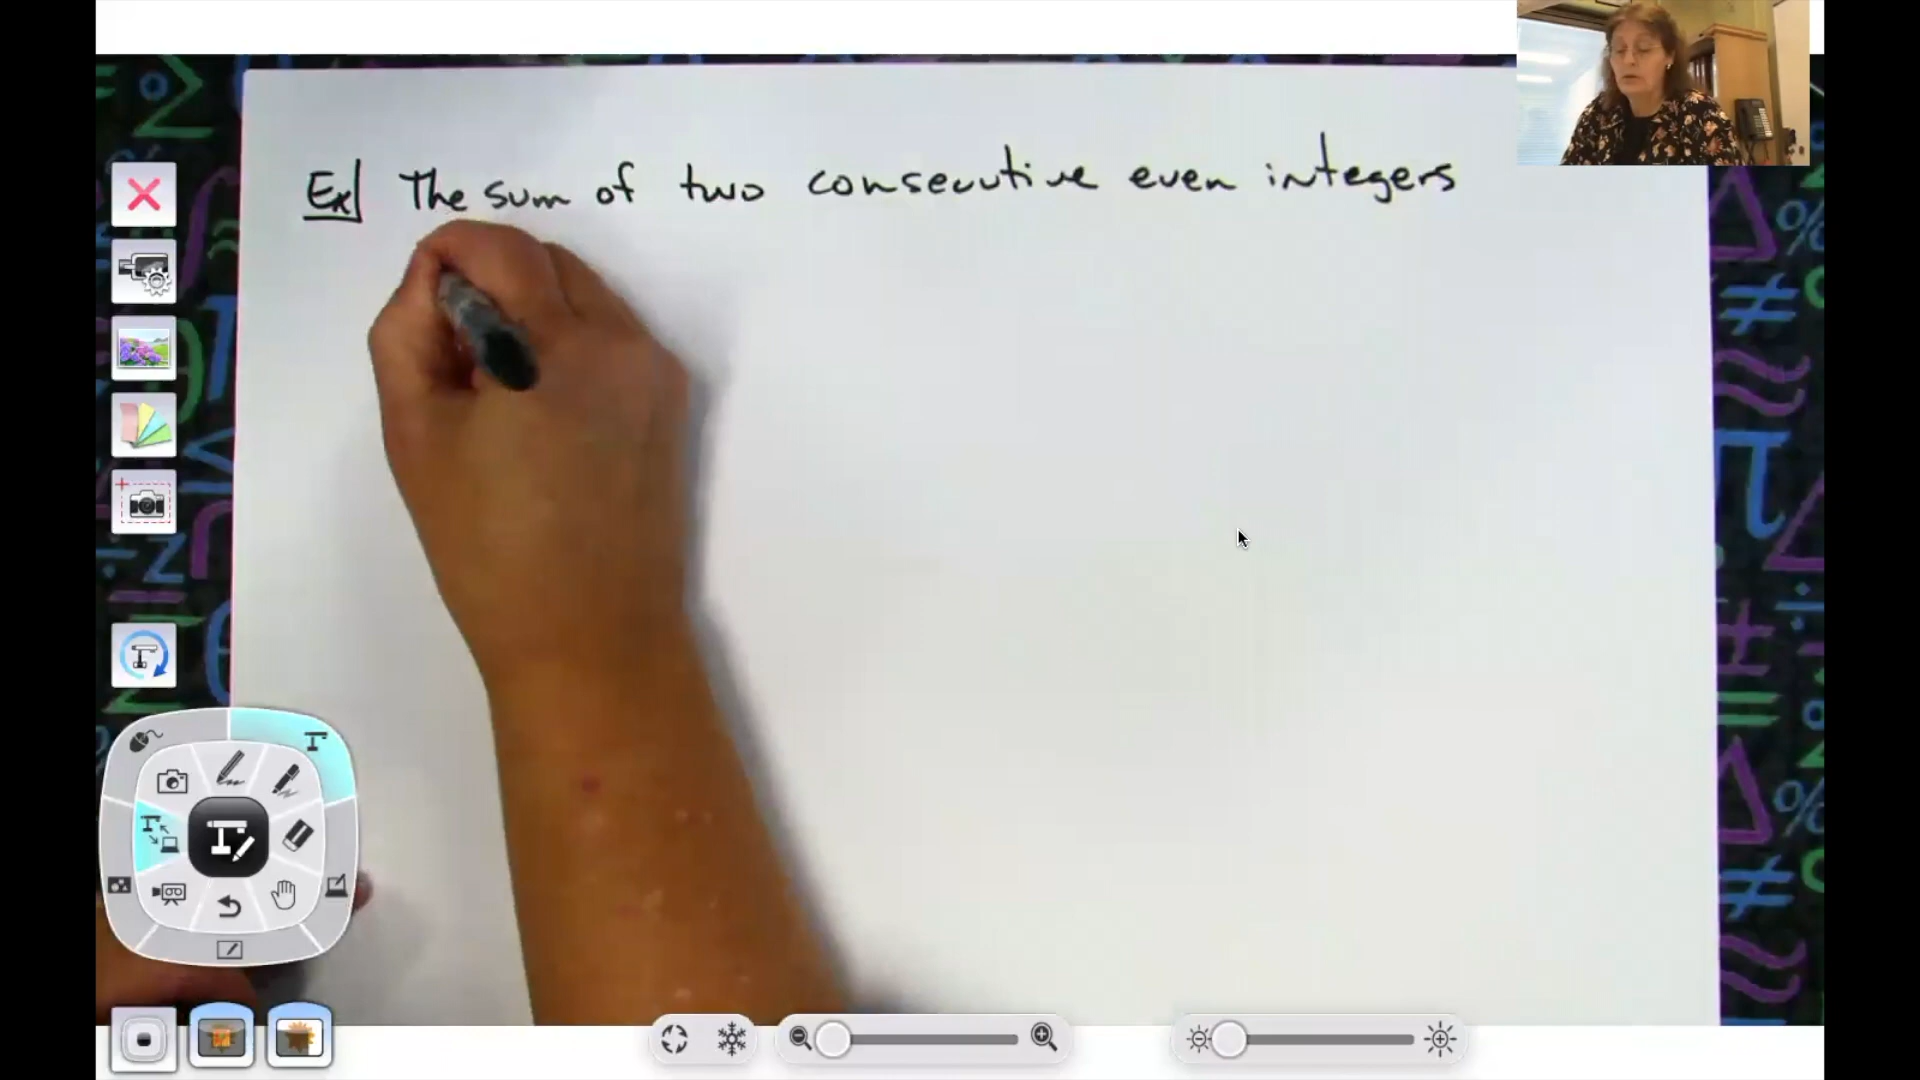 Ex The sum of two consecutive even integers